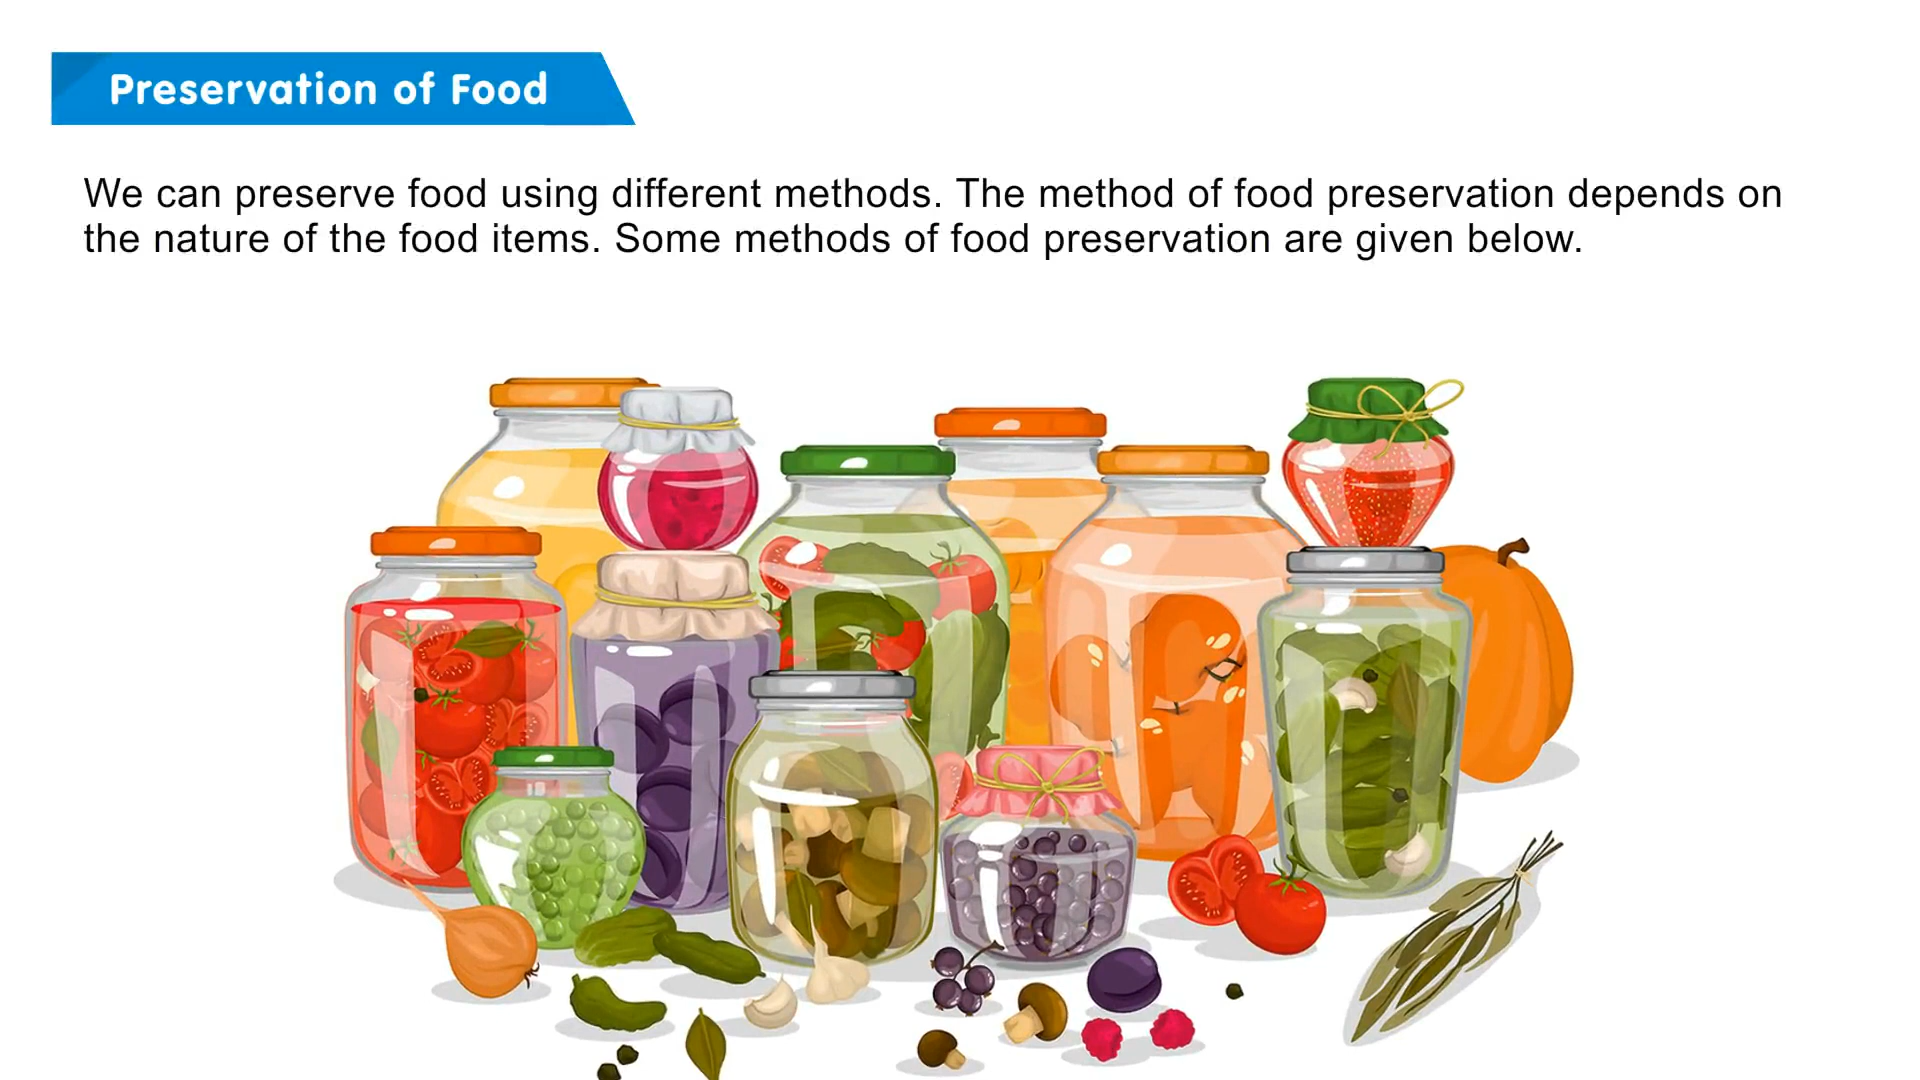 Preservation of Food
We can preserve food using different methods. The method of food preservation depends on
the nature of the food items. Some methods of food preservation are given below.